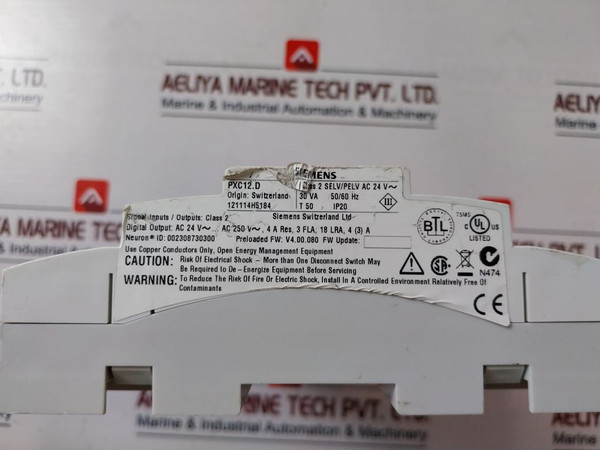 AELIYA MARINE TECH PVT. LTD.
Marine & Industrial Automation & Machinery
LTD.
AELIYA
Marine & Ind
PXC12.D
SIEMENS
Class 2 SELV/PELV AC 24 V~
Origin: Switzerland
30 VA 50/60 Hz
121114H5184
T 50 IP20
III
Signal Inputs / Outputs: Class 2
Siemens Switzerland Ltd
Digital Output: AC 24 V~ AC 250 V~, 4 A Res, 3 FLA, 18 LRA, 4 (3) A
Neuron® ID: 002308730300
Preloaded FW: V4.00.080 FW Update:
Use Copper Conductors Only, Open Energy Management Equipment
CAUTION: Risk Of Electrical Shock – More than One Disconnect Switch May
Be Required to De - Energize Equipment Before Servicing
WARNING: To Reduce The Risk Of Fire Or Electric Shock, Install In A Controlled Environment Relatively Free Of
Contaminants
BTL
75M5
C UL US
LISTED
N474
CE
AELIYA MARINE TECH PVT. LTD.
Marine & Industrial Automation & Machinery
AELIYA